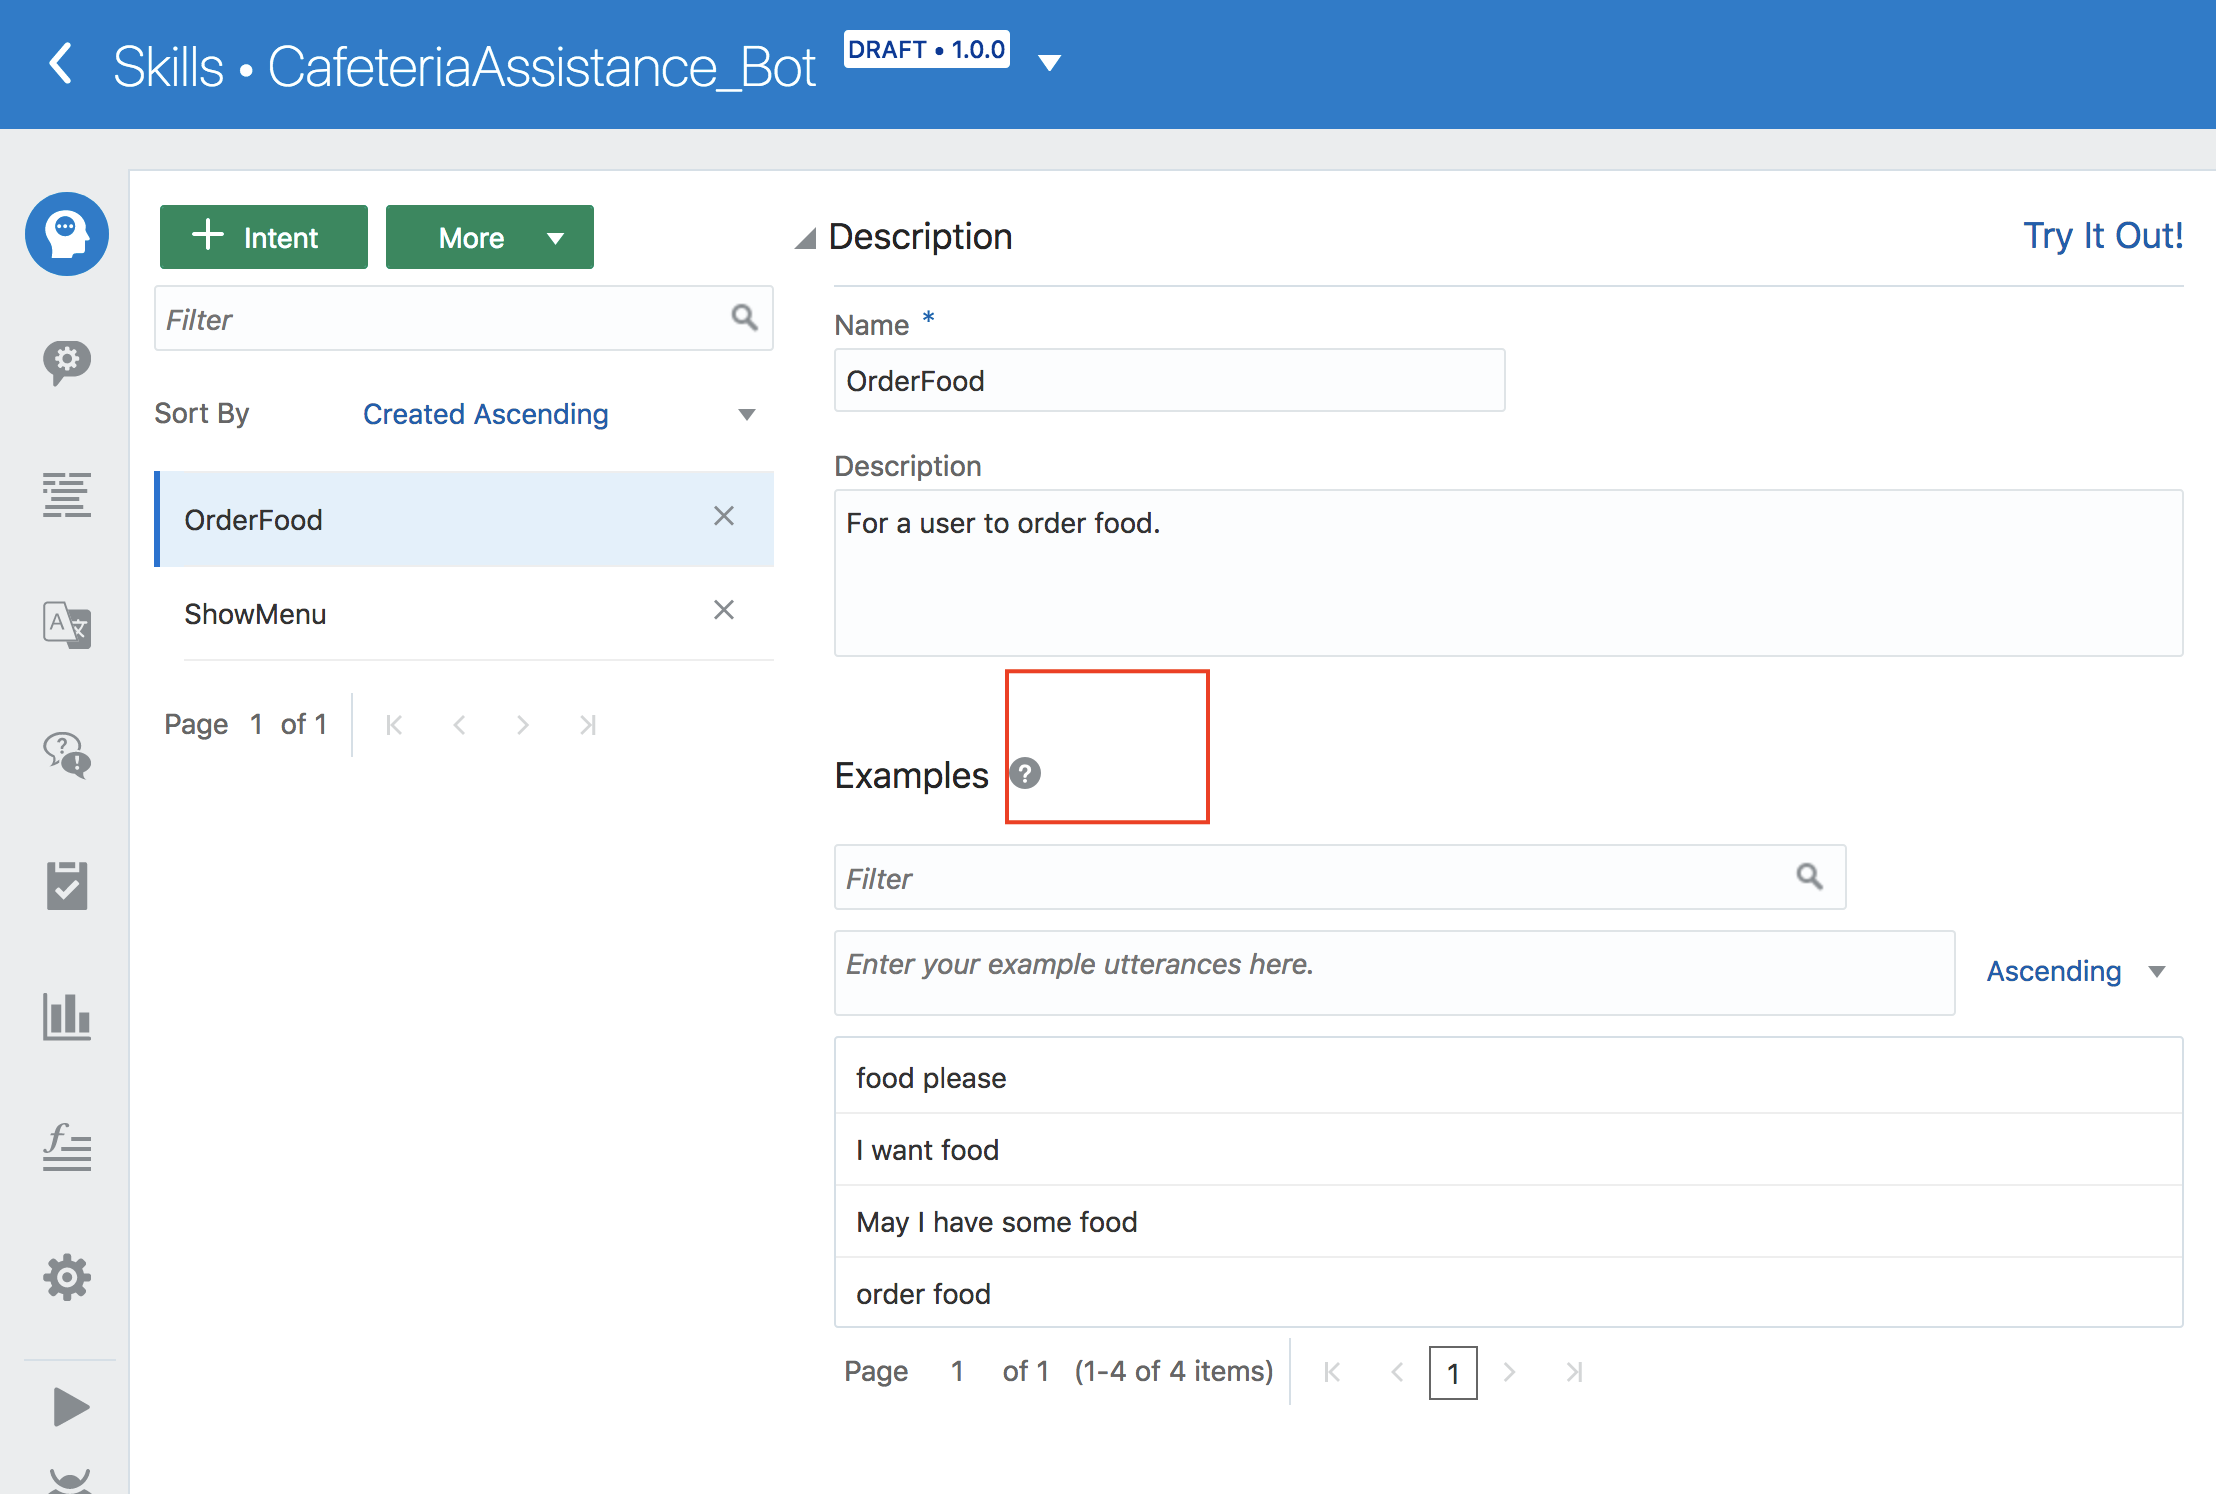 Skills • CafeteriaAssistance_Bot DRAFT • 1.0.0
Intent More
Filter
Sort By Created Ascending
OrderFood
ShowMenu
Page 1 of 1
Description Try It Out!
Name *
OrderFood
Description
For a user to order food.
Examples ?
Filter
Enter your example utterances here. Ascending
food please
I want food
May I have some food
order food
Page 1 of 1 (1-4 of 4 items) 1